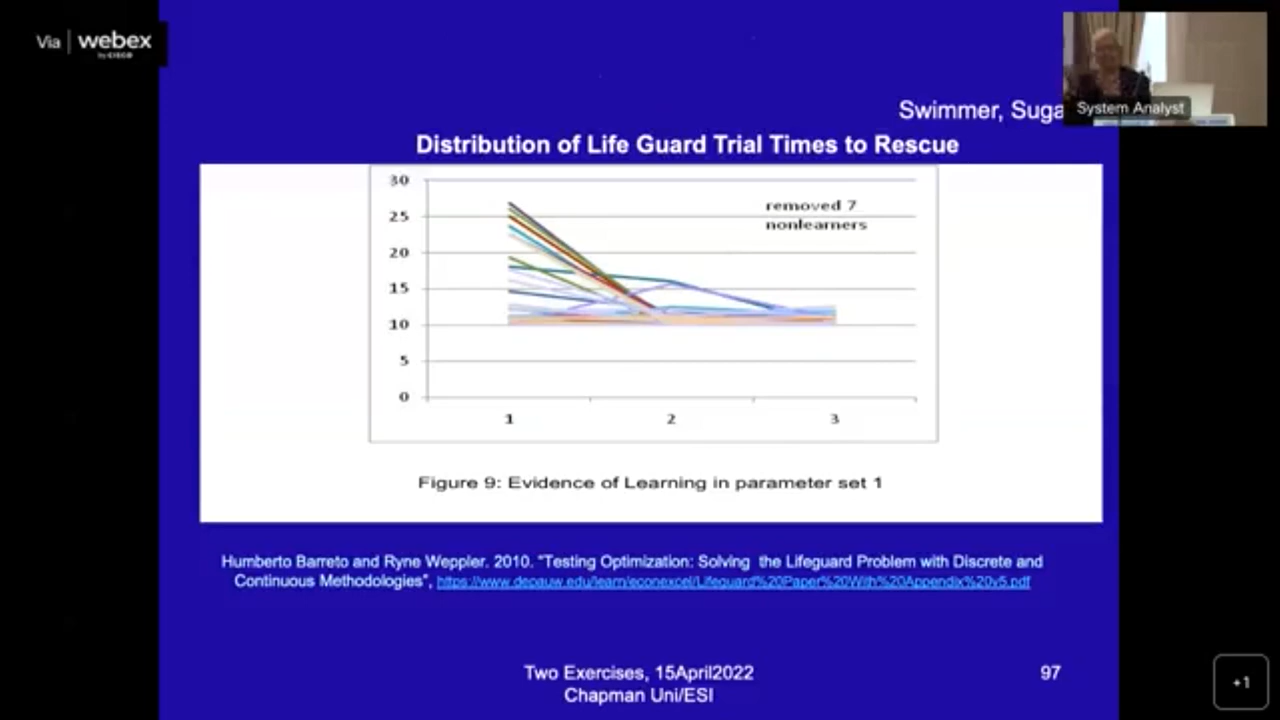 Via | webex
by CISCO
Swimmer, Suga
System Analyst
Distribution of Life Guard Trial Times to Rescue
30
removed 7
nonlearners
25
20
15
10
5
0
1 2 3
Figure 9: Evidence of Learning in parameter set 1
Humberto Barreto and Ryne Weppler. 2010. "Testing Optimization: Solving the Lifeguard Problem with Discrete and
Continuous Methodologies", https://www.depauw.edu/learn/econexcel/Lifeguard%20Paper%20With%20Appendix%20v5.pdf
Two Exercises, 15April2022
97
Chapman Uni/ESI
+1